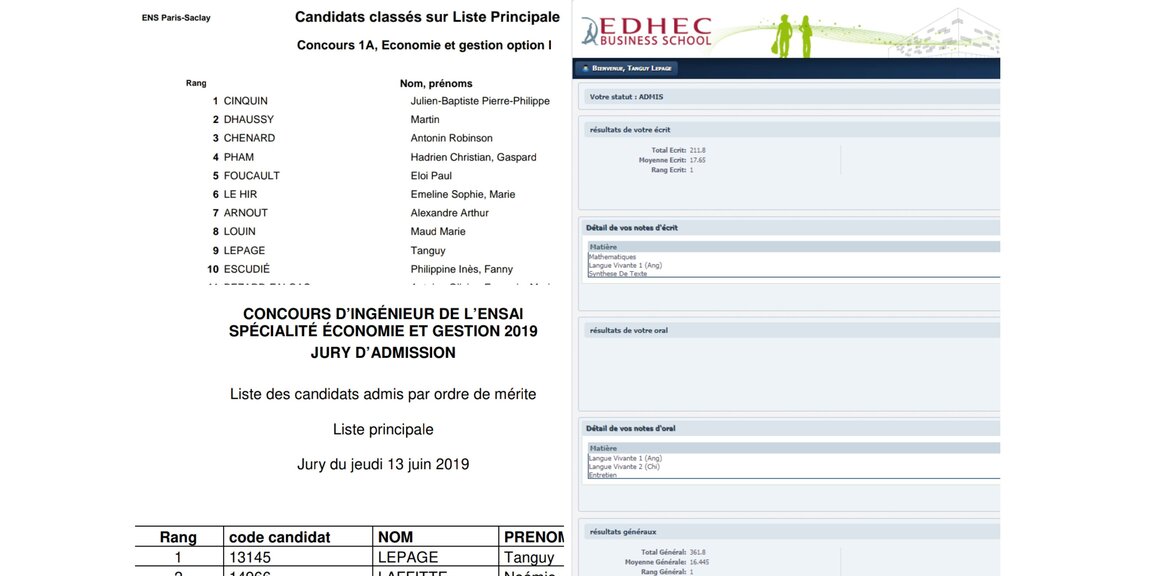 ENS Paris-Saclay
Candidats classés sur Liste Principale
Concours 1A, Economie et gestion option I
Rang Nom, prénoms
1 CINQUIN Julien-Baptiste Pierre-Philippe
2 DHAUSSY Martin
3 CHENARD Antonin Robinson
4 PHAM Hadrien Christian, Gaspard
5 FOUCAULT Eloi Paul
6 LE HIR Emeline Sophie, Marie
7 ARNOUT Alexandre Arthur
8 LOUIN Maud Marie
9 LEPAGE Tanguy
10 ESCUDIÉ Philippine Inès, Fanny
CONCOURS D'INGÉNIEUR DE L'ENSAI
SPÉCIALITÉ ÉCONOMIE ET GESTION 2019
JURY D'ADMISSION
Liste des candidats admis par ordre de mérite
Liste principale
Jury du jeudi 13 juin 2019
Rang code candidat NOM PRENOM
1 13145 LEPAGE Tanguy
EDHEC
BUSINESS SCHOOL
BIENVENUE, TANGUY LEPAGE
Votre statut : ADMIS
résultats de votre écrit
Total Ecrit: 211.8
Moyenne Ecrit: 17.65
Rang Ecrit: 1
Détail de vos notes d'écrit
Matière
Mathematiques
Langue Vivante 1 (Ang)
Synthese De Texte
résultats de votre oral
Détail de vos notes d'oral
Matière
Langue Vivante 1 (Ang)
Langue Vivante 2 (Chi)
Entretien
résultats généraux
Total Général: 361.8
Moyenne Générale: 16.445
Rang Général: 1